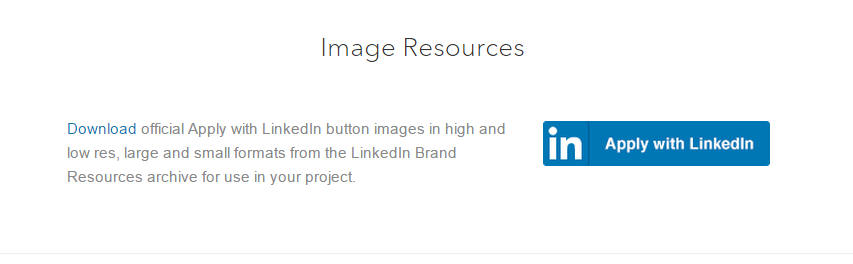 Image Resources
Download official Apply with LinkedIn button images in high and
low res, large and small formats from the LinkedIn Brand
Resources archive for use in your project.
in Apply with LinkedIn